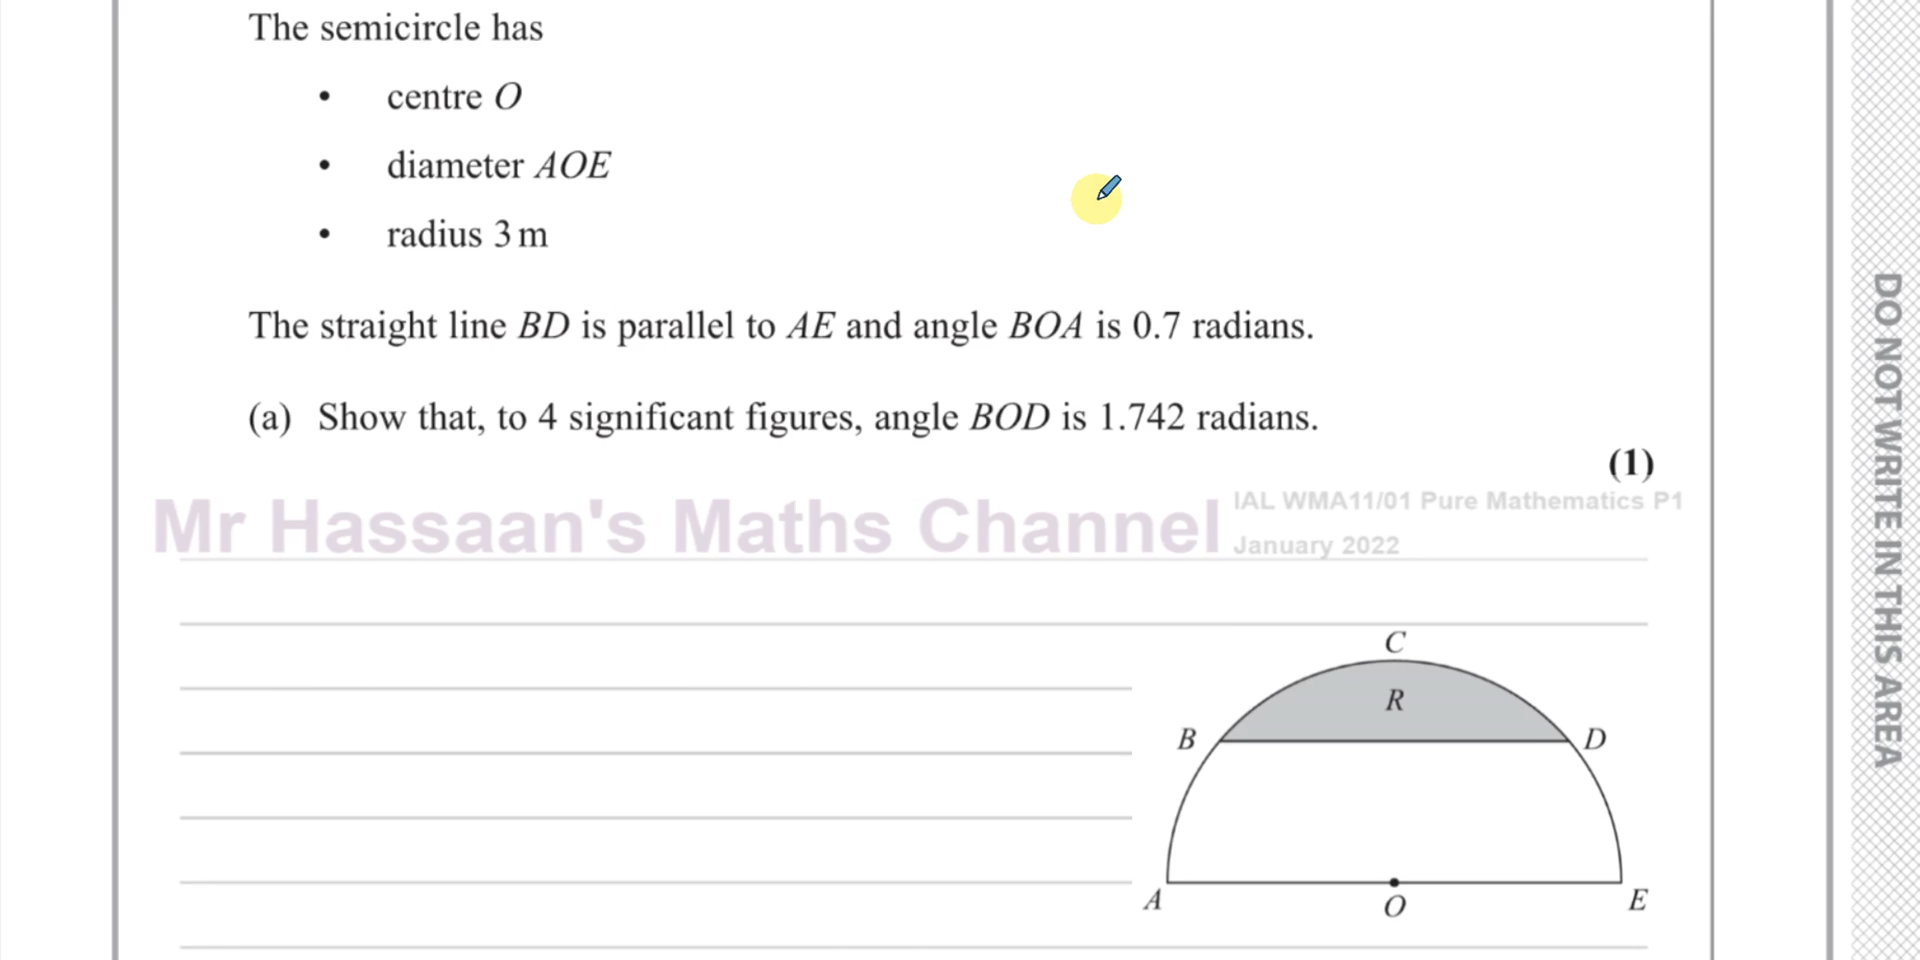 The semicircle has
• centre O
• diameter AOE
• radius 3 m
The straight line BD is parallel to AE and angle BOA is 0.7 radians.
(a) Show that, to 4 significant figures, angle BOD is 1.742 radians.
(1)
Mr Hassaan's Maths Channel
IAL WMA11/01 Pure Mathematics P1
January 2022
C
R
B
D
A
O
E
DO NOT WRITE IN THIS AREA